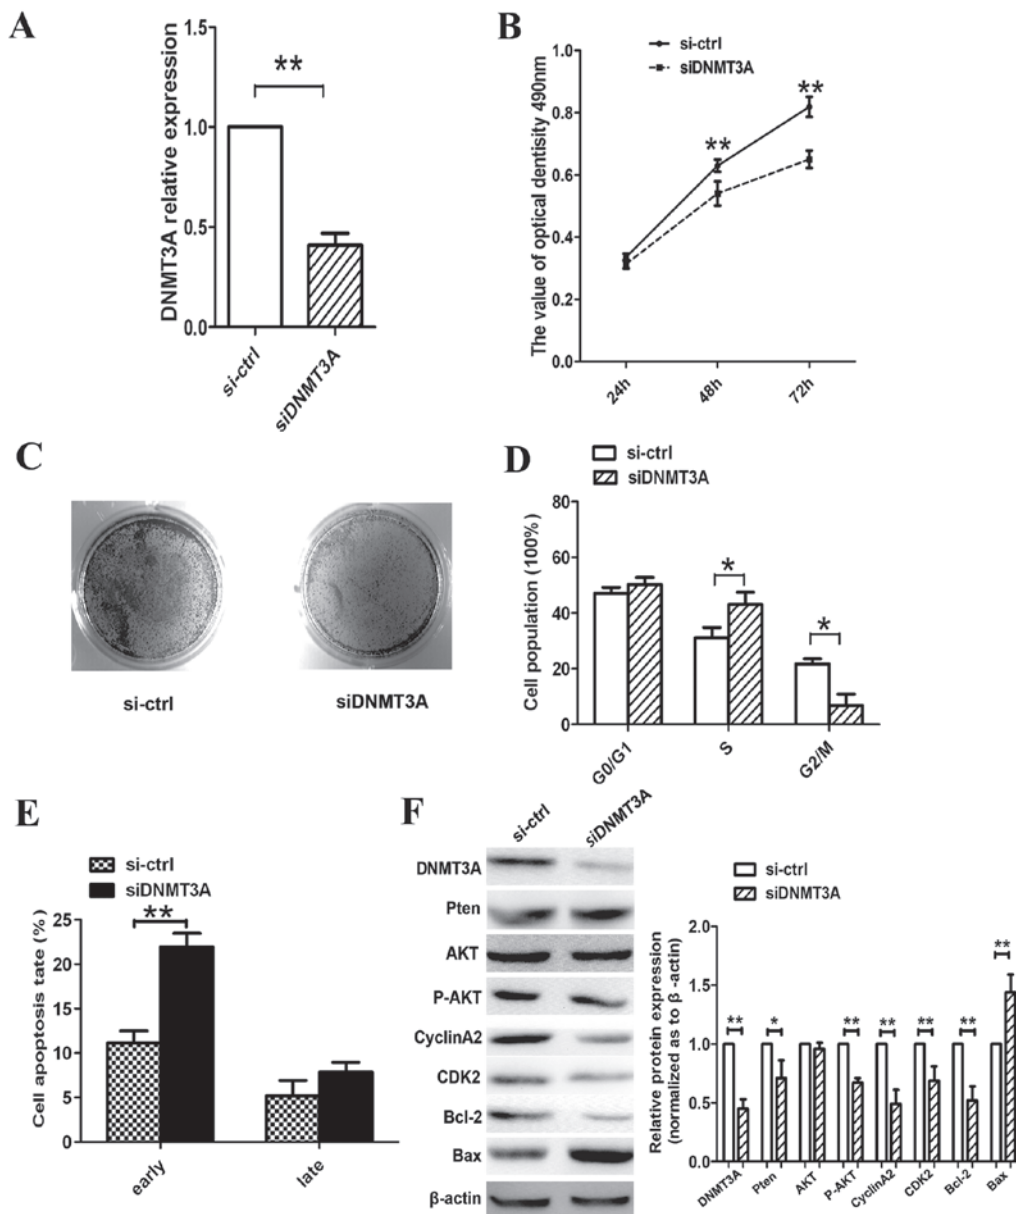 A
DNMT3A relative expression
1.5
1.0
0.5
0.0
**
si-ctrl
siDNMT3A
B
si-ctrl
siDNMT3A
The value of optical dentisity 490nm
1.0
0.8
0.6
0.4
0.2
0.0
**
**
24h
48h
72h
C
si-ctrl
siDNMT3A
D
si-ctrl
siDNMT3A
Cell population (100%)
80
60
40
20
0
*
*
G0/G1
S
G2/M
E
si-ctrl
siDNMT3A
Cell apoptosis tate (%)
25
20
15
10
5
0
**
early
late
F
si-ctrl
siDNMT3A
DNMT3A
Pten
AKT
P-AKT
CyclinA2
CDK2
Bcl-2
Bax
β-actin
si-ctrl
siDNMT3A
Relative protein expression
(normalized as to β -actin)
2.0
1.5
1.0
0.5
0.0
**
*
**
**
**
**
**
DNMT3A
Pten
AKT
P-AKT
CyclinA2
CDK2
Bcl-2
Bax